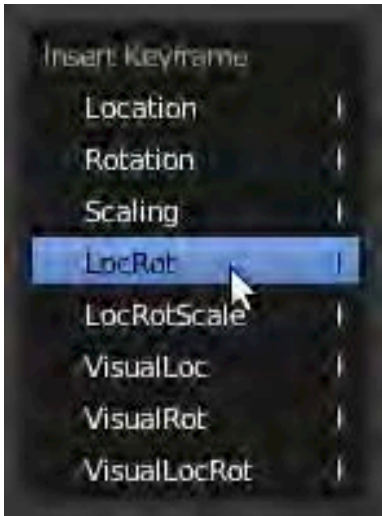 Insert Keyframe
Location I
Rotation I
Scaling I
LocRot I
LocRotScale I
VisualLoc I
VisualRot I
VisualLocRot I